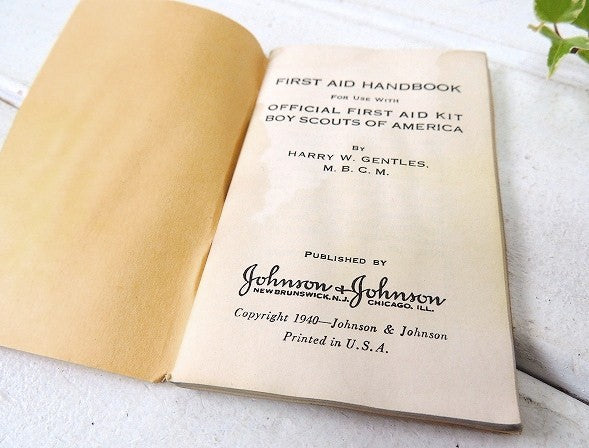 FIRST AID HANDBOOK
FOR USE WITH
OFFICIAL FIRST AID KIT
BOY SCOUTS OF AMERICA
BY
HARRY W. GENTLES,
M. B. C. M.
PUBLISHED BY
Johnson & Johnson
NEW BRUNSWICK, N.J. CHICAGO, ILL.
Copyright 1940—Johnson & Johnson
Printed in U. S. A.